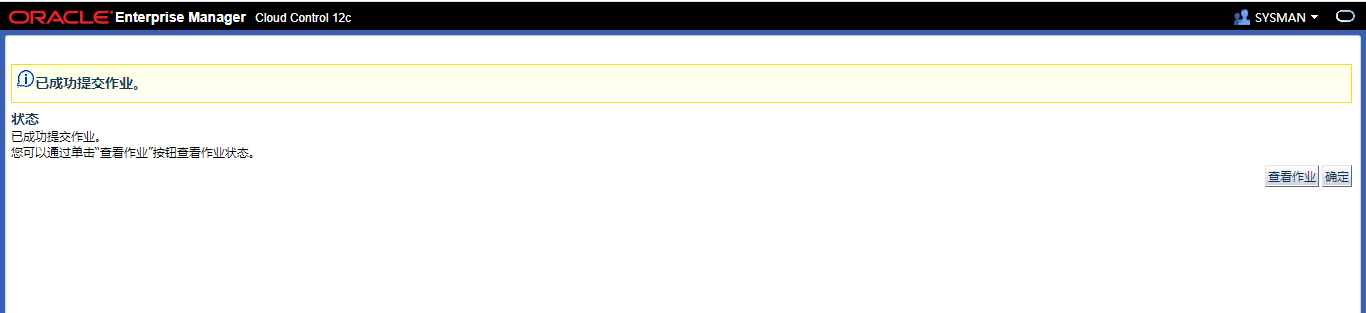 ORACLE Enterprise Manager Cloud Control 12c SYSMAN
已成功提交作业。
状态
已成功提交作业。
您可以通过单击“查看作业”按钮查看作业状态。
查看作业 确定